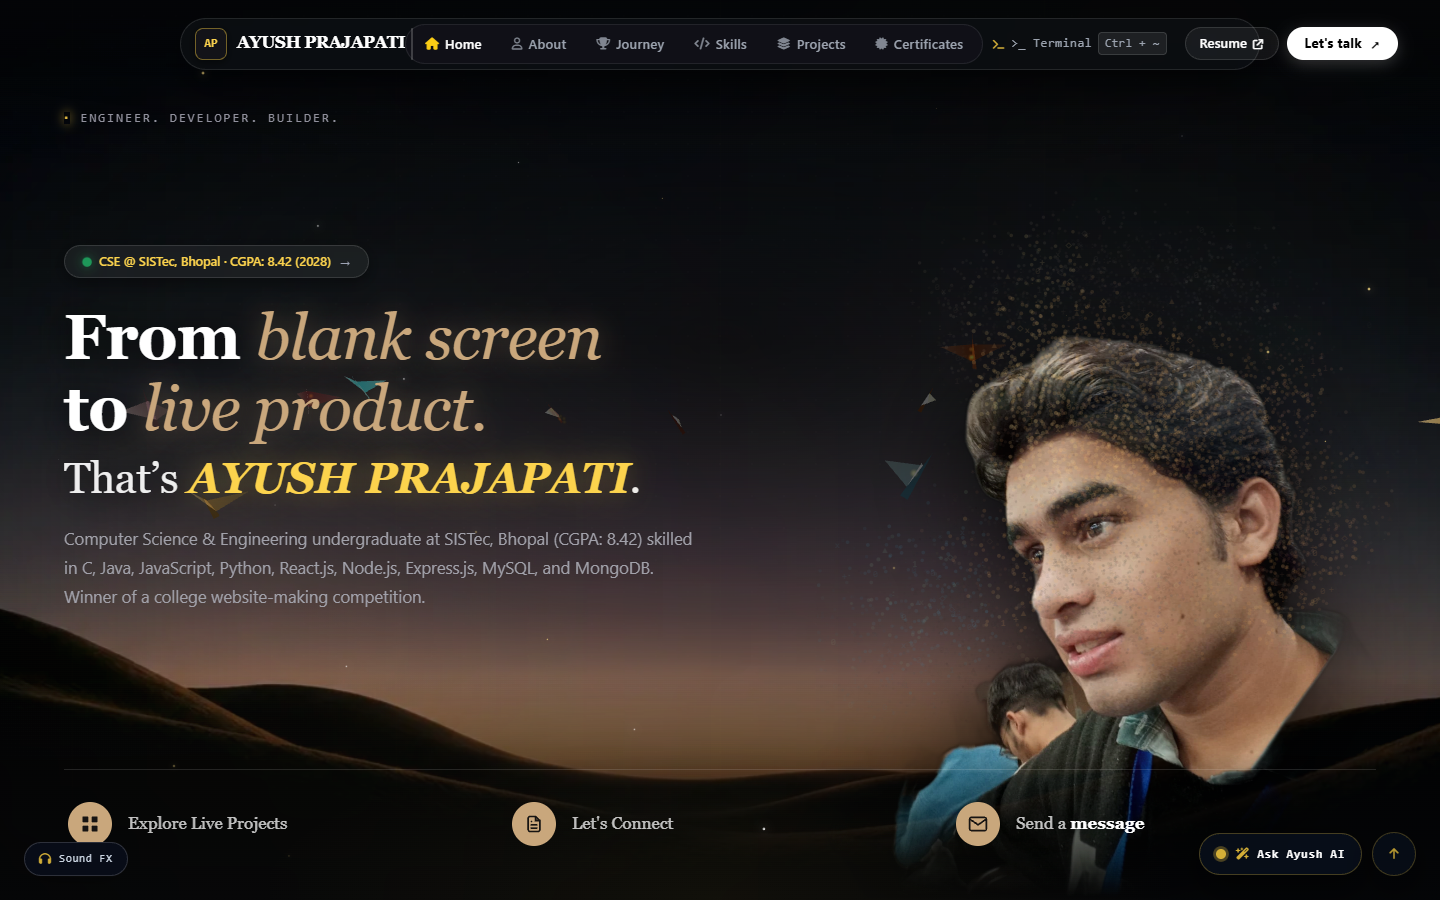 AP AYUSH PRAJAPATI Home About Journey Skills Projects Certificates >_ Terminal Ctrl + ~ Resume Let's talk ↗
ENGINEER. DEVELOPER. BUILDER.
CSE @ SISTec, Bhopal · CGPA: 8.42 (2028) →
From blank screen
to live product.
That’s AYUSH PRAJAPATI.
Computer Science & Engineering undergraduate at SISTec, Bhopal (CGPA: 8.42) skilled
in C, Java, JavaScript, Python, React.js, Node.js, Express.js, MySQL, and MongoDB.
Winner of a college website-making competition.
Explore Live Projects Let's Connect Send a message
Sound FX Ask Ayush AI